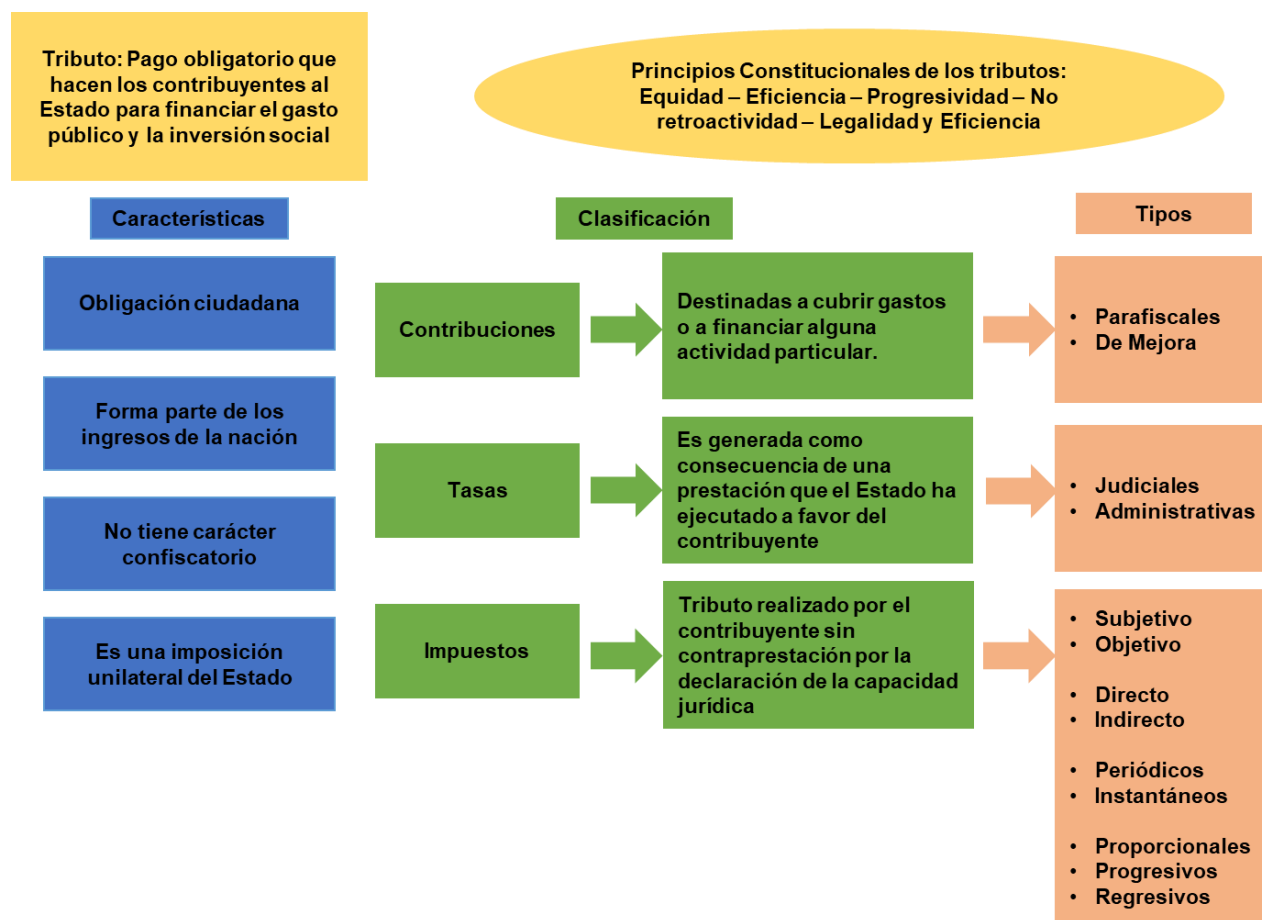 Tributo: Pago obligatorio que
hacen los contribuyentes al
Estado para financiar el gasto
público y la inversión social
Principios Constitucionales de los tributos:
Equidad – Eficiencia – Progresividad – No
retroactividad – Legalidad y Eficiencia
Características
Obligación ciudadana
Forma parte de los
ingresos de la nación
No tiene carácter
confiscatorio
Es una imposición
unilateral del Estado
Clasificación
Tipos
Contribuciones
Destinadas a cubrir gastos
o a financiar alguna
actividad particular.
• Parafiscales
• De Mejora
Tasas
Es generada como
consecuencia de una
prestación que el Estado ha
ejecutado a favor del
contribuyente
• Judiciales
• Administrativas
Impuestos
Tributo realizado por el
contribuyente sin
contraprestación por la
declaración de la capacidad
jurídica
• Subjetivo
• Objetivo
• Directo
• Indirecto
• Periódicos
• Instantáneos
• Proporcionales
• Progresivos
• Regresivos